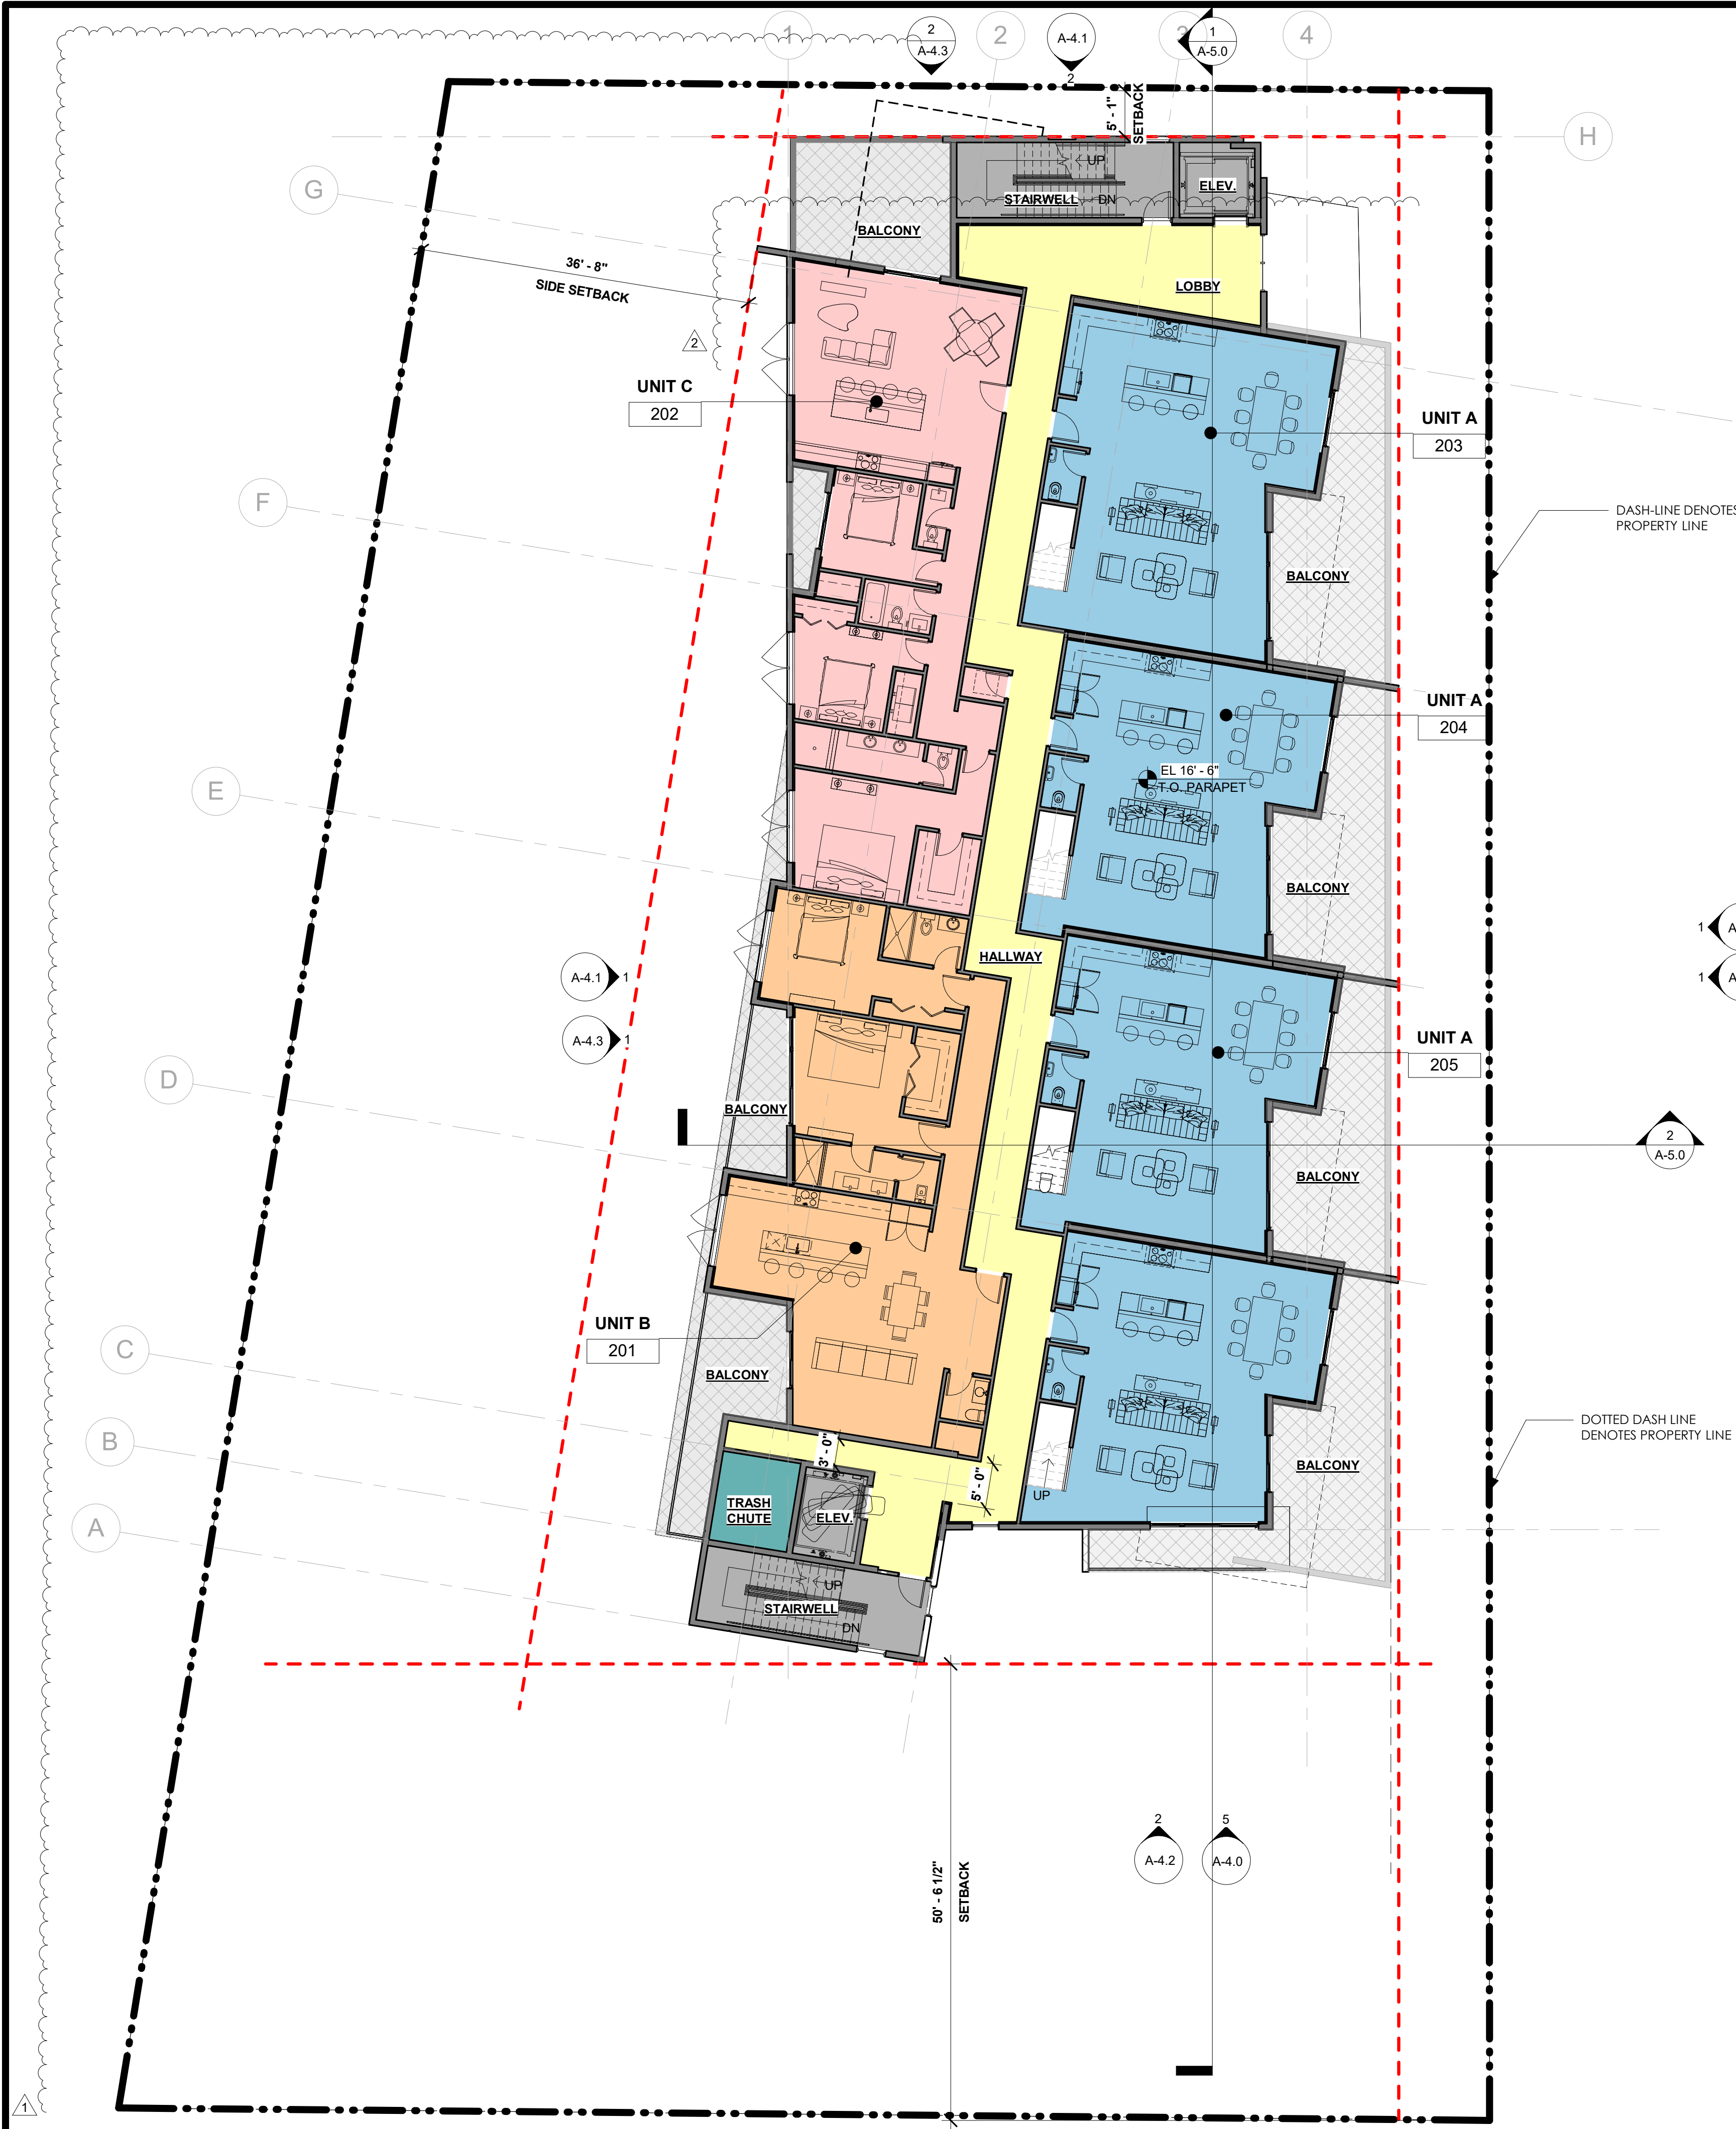 1
2
A-4.3
2
A-4.1
2
3
1
A-5.0
4
5' - 1"
SETBACK
H
G
UP
STAIRWELL
DN
ELEV.
BALCONY
36' - 8"
SIDE SETBACK
LOBBY
2
UNIT C
202
UNIT A
203
F
DASH-LINE DENOTES
PROPERTY LINE
BALCONY
UNIT A
204
E
EL 16' - 6"
T.O. PARAPET
BALCONY
1
A
HALLWAY
A-4.1
1
1
A
A-4.3
1
UNIT A
205
D
BALCONY
2
A-5.0
BALCONY
UNIT B
201
C
BALCONY
DOTTED DASH LINE
DENOTES PROPERTY LINE
B
3' - 0"
5' - 0"
BALCONY
UP
TRASH
CHUTE
ELEV.
A
UP
STAIRWELL
DN
2
A-4.2
5
A-4.0
50' - 6 1/2"
SETBACK
1